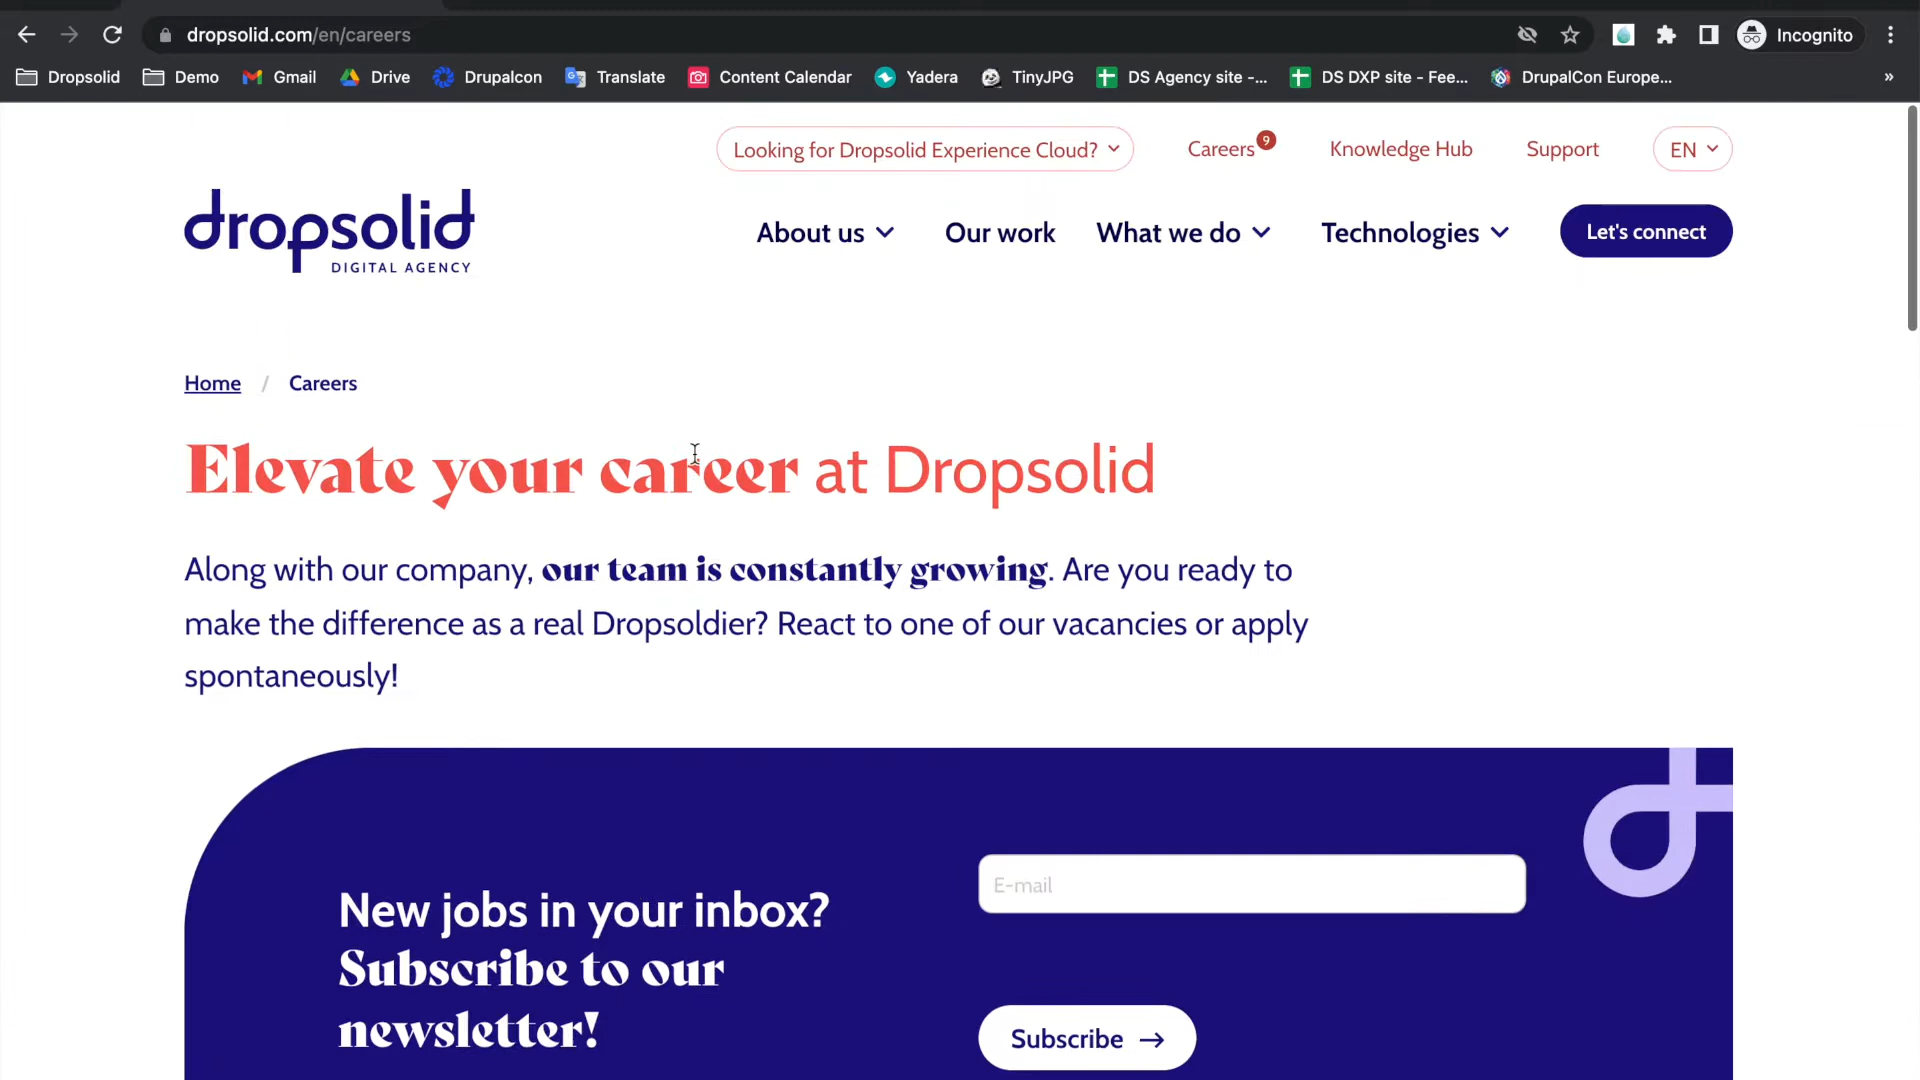 dropsolid.com/en/careers
Incognito
Dropsolid
Demo
Gmail
Drive
Drupalcon
Translate
Content Calendar
Yadera
TinyJPG
DS Agency site -...
DS DXP site - Fee...
DrupalCon Europe...
»
Looking for Dropsolid Experience Cloud?
Careers 9
Knowledge Hub
Support
EN
dropsolid
DIGITAL AGENCY
About us
Our work
What we do
Technologies
Let's connect
Home / Careers
Elevate your career at Dropsolid
Along with our company, our team is constantly growing. Are you ready to
make the difference as a real Dropsoldier? React to one of our vacancies or apply
spontaneously!
New jobs in your inbox?
Subscribe to our
newsletter!
E-mail
Subscribe →